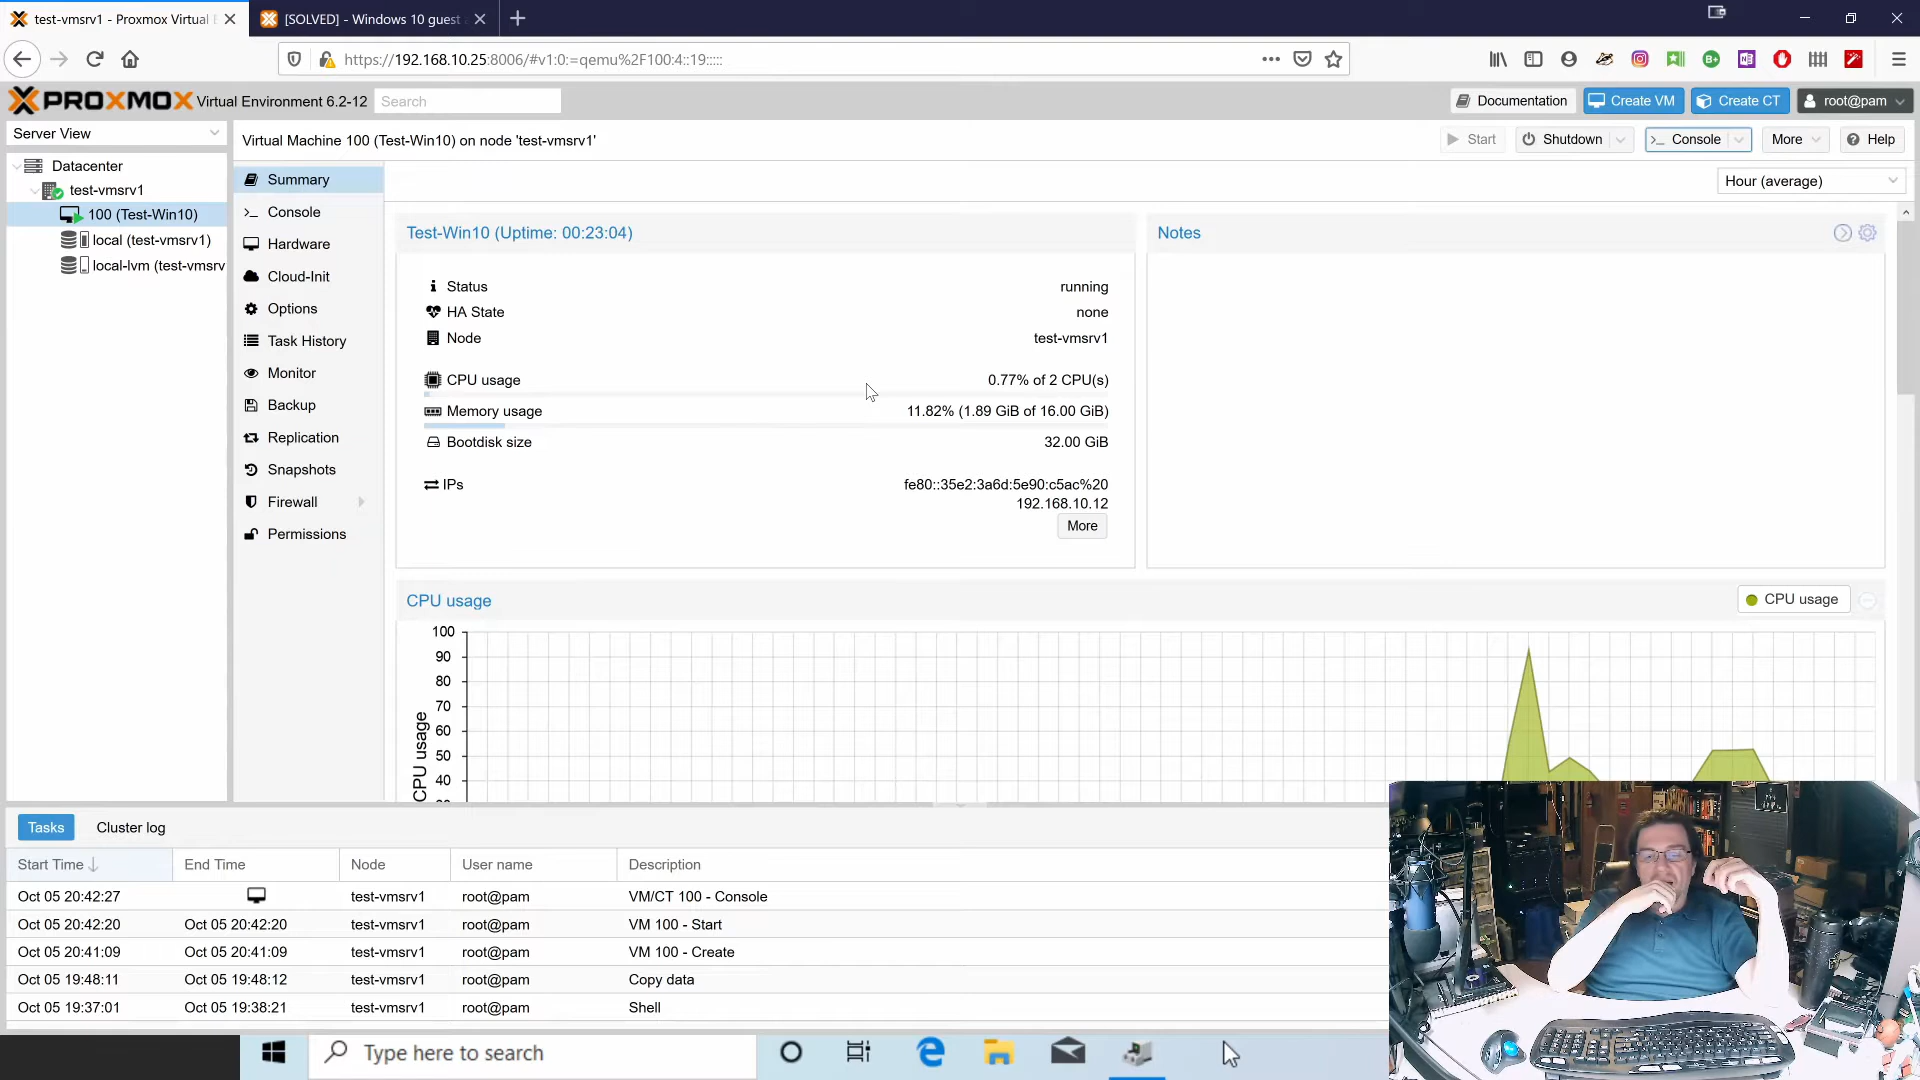 test-vmsrv1 - Proxmox Virtual E
[SOLVED] - Windows 10 guest
https://192.168.10.25:8006/#v1:0:=qemu%2F100:4::19:::::
PROXMOX Virtual Environment 6.2-12
Search
Documentation
Create VM
Create CT
root@pam
Server View
Virtual Machine 100 (Test-Win10) on node 'test-vmsrv1'
Start
Shutdown
>_ Console
More
Help
Datacenter
test-vmsrv1
100 (Test-Win10)
local (test-vmsrv1)
local-lvm (test-vmsrv
Summary
>_ Console
Hardware
Cloud-Init
Options
Task History
Monitor
Backup
Replication
Snapshots
Firewall
Permissions
Hour (average)
Test-Win10 (Uptime: 00:23:04)
Status running
HA State none
Node test-vmsrv1
CPU usage 0.77% of 2 CPU(s)
Memory usage 11.82% (1.89 GiB of 16.00 GiB)
Bootdisk size 32.00 GiB
IPs fe80::35e2:3a6d:5e90:c5ac%20
192.168.10.12
More
Notes
CPU usage
CPU usage
100
90
80
70
60
50
40
CPU usage
Tasks
Cluster log
Start Time End Time Node User name Description
Oct 05 20:42:27 test-vmsrv1 root@pam VM/CT 100 - Console
Oct 05 20:42:20 Oct 05 20:42:20 test-vmsrv1 root@pam VM 100 - Start
Oct 05 20:41:09 Oct 05 20:41:09 test-vmsrv1 root@pam VM 100 - Create
Oct 05 19:48:11 Oct 05 19:48:12 test-vmsrv1 root@pam Copy data
Oct 05 19:37:01 Oct 05 19:38:21 test-vmsrv1 root@pam Shell
Type here to search